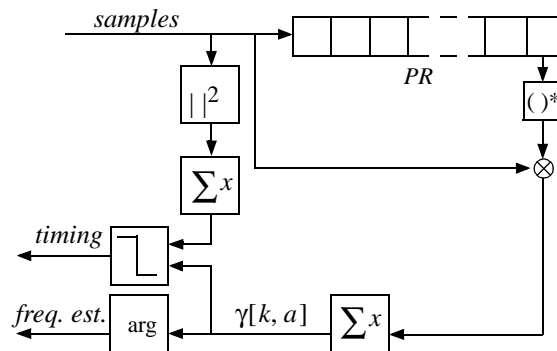 samples
PR
| |²
( )*
⊗
∑x
timing
freq. est.
arg
γ[k, a]
∑x